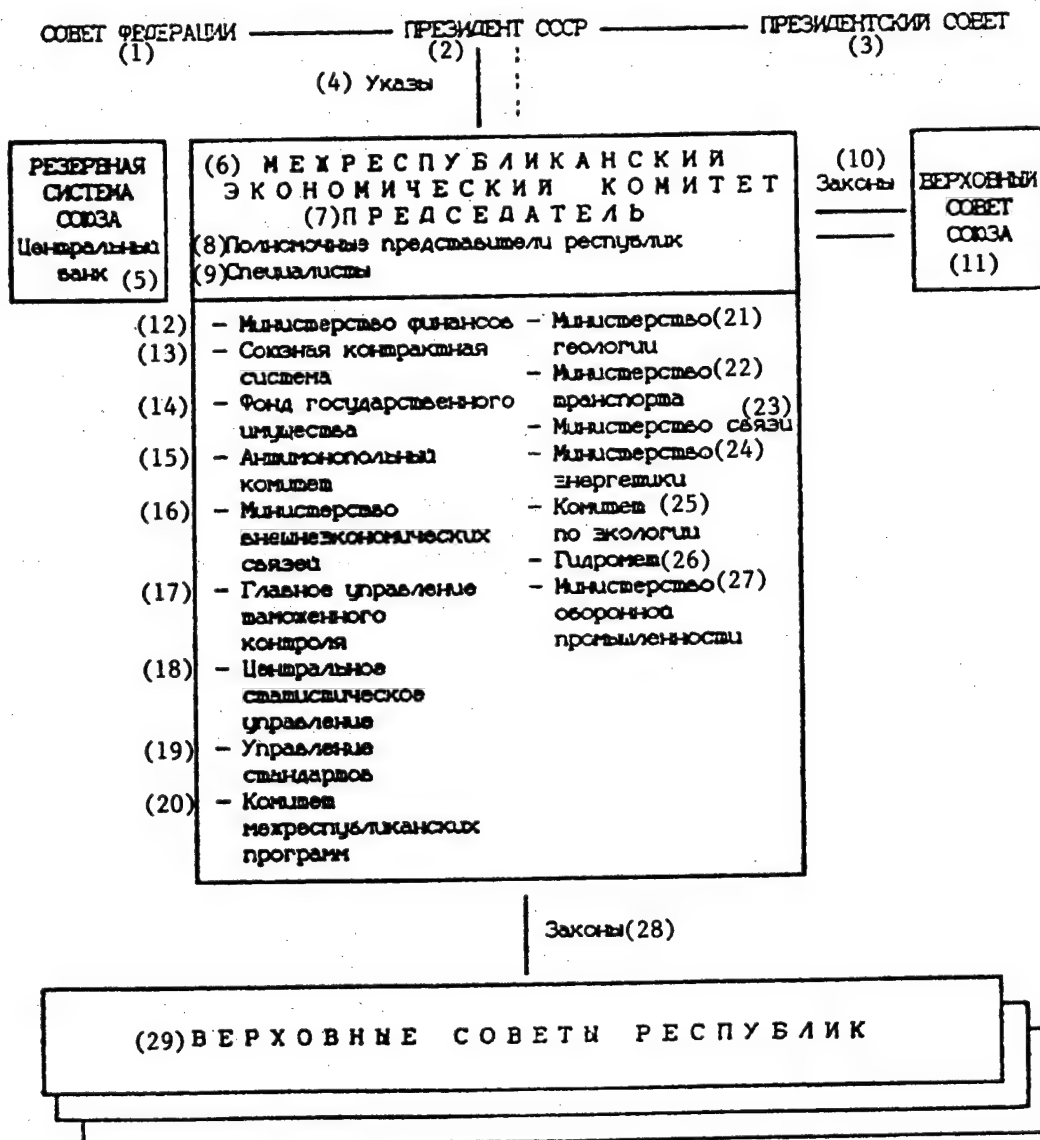 СОВЕТ ФЕДЕРАЦИИ ПРЕЗИДЕНТ СССР ПРЕЗИДЕНТСКИЙ СОВЕТ
(1) (2) (3)
(4) Указы
РЕЗЕРВНАЯ
СИСТЕМА
СОЮЗА
Центральный
банк (5)
(6) МЕЖРЕСПУБЛИКАНСКИЙ
ЭКОНОМИЧЕСКИЙ КОМИТЕТ
(7) ПРЕДСЕДАТЕЛЬ
(8) Полномочные представители республик
(9) Специалисты
(10)
Законы
ВЕРХОВНЫЙ
СОВЕТ
СОЮЗА
(11)
(12) - Министерство финансов
(13) - Союзная контрактная
система
(14) - Фонд государственного
имущества
(15) - Антимонопольный
комитет
(16) - Министерство
внешнеэкономических
связей
(17) - Главное управление
таможенного
контроля
(18) - Центральное
статистическое
управление
(19) - Управление
стандартов
(20) - Комитет
межреспубликанских
программ
- Министерство (21)
геологии
- Министерство (22)
транспорта (23)
- Министерство связи
- Министерство (24)
энергетики
- Комитет (25)
по экологии
- Гидромет (26)
- Министерство (27)
оборонной
промышленности
Законы (28)
(29) ВЕРХОВНЫЕ СОВЕТЫ РЕСПУБЛИК